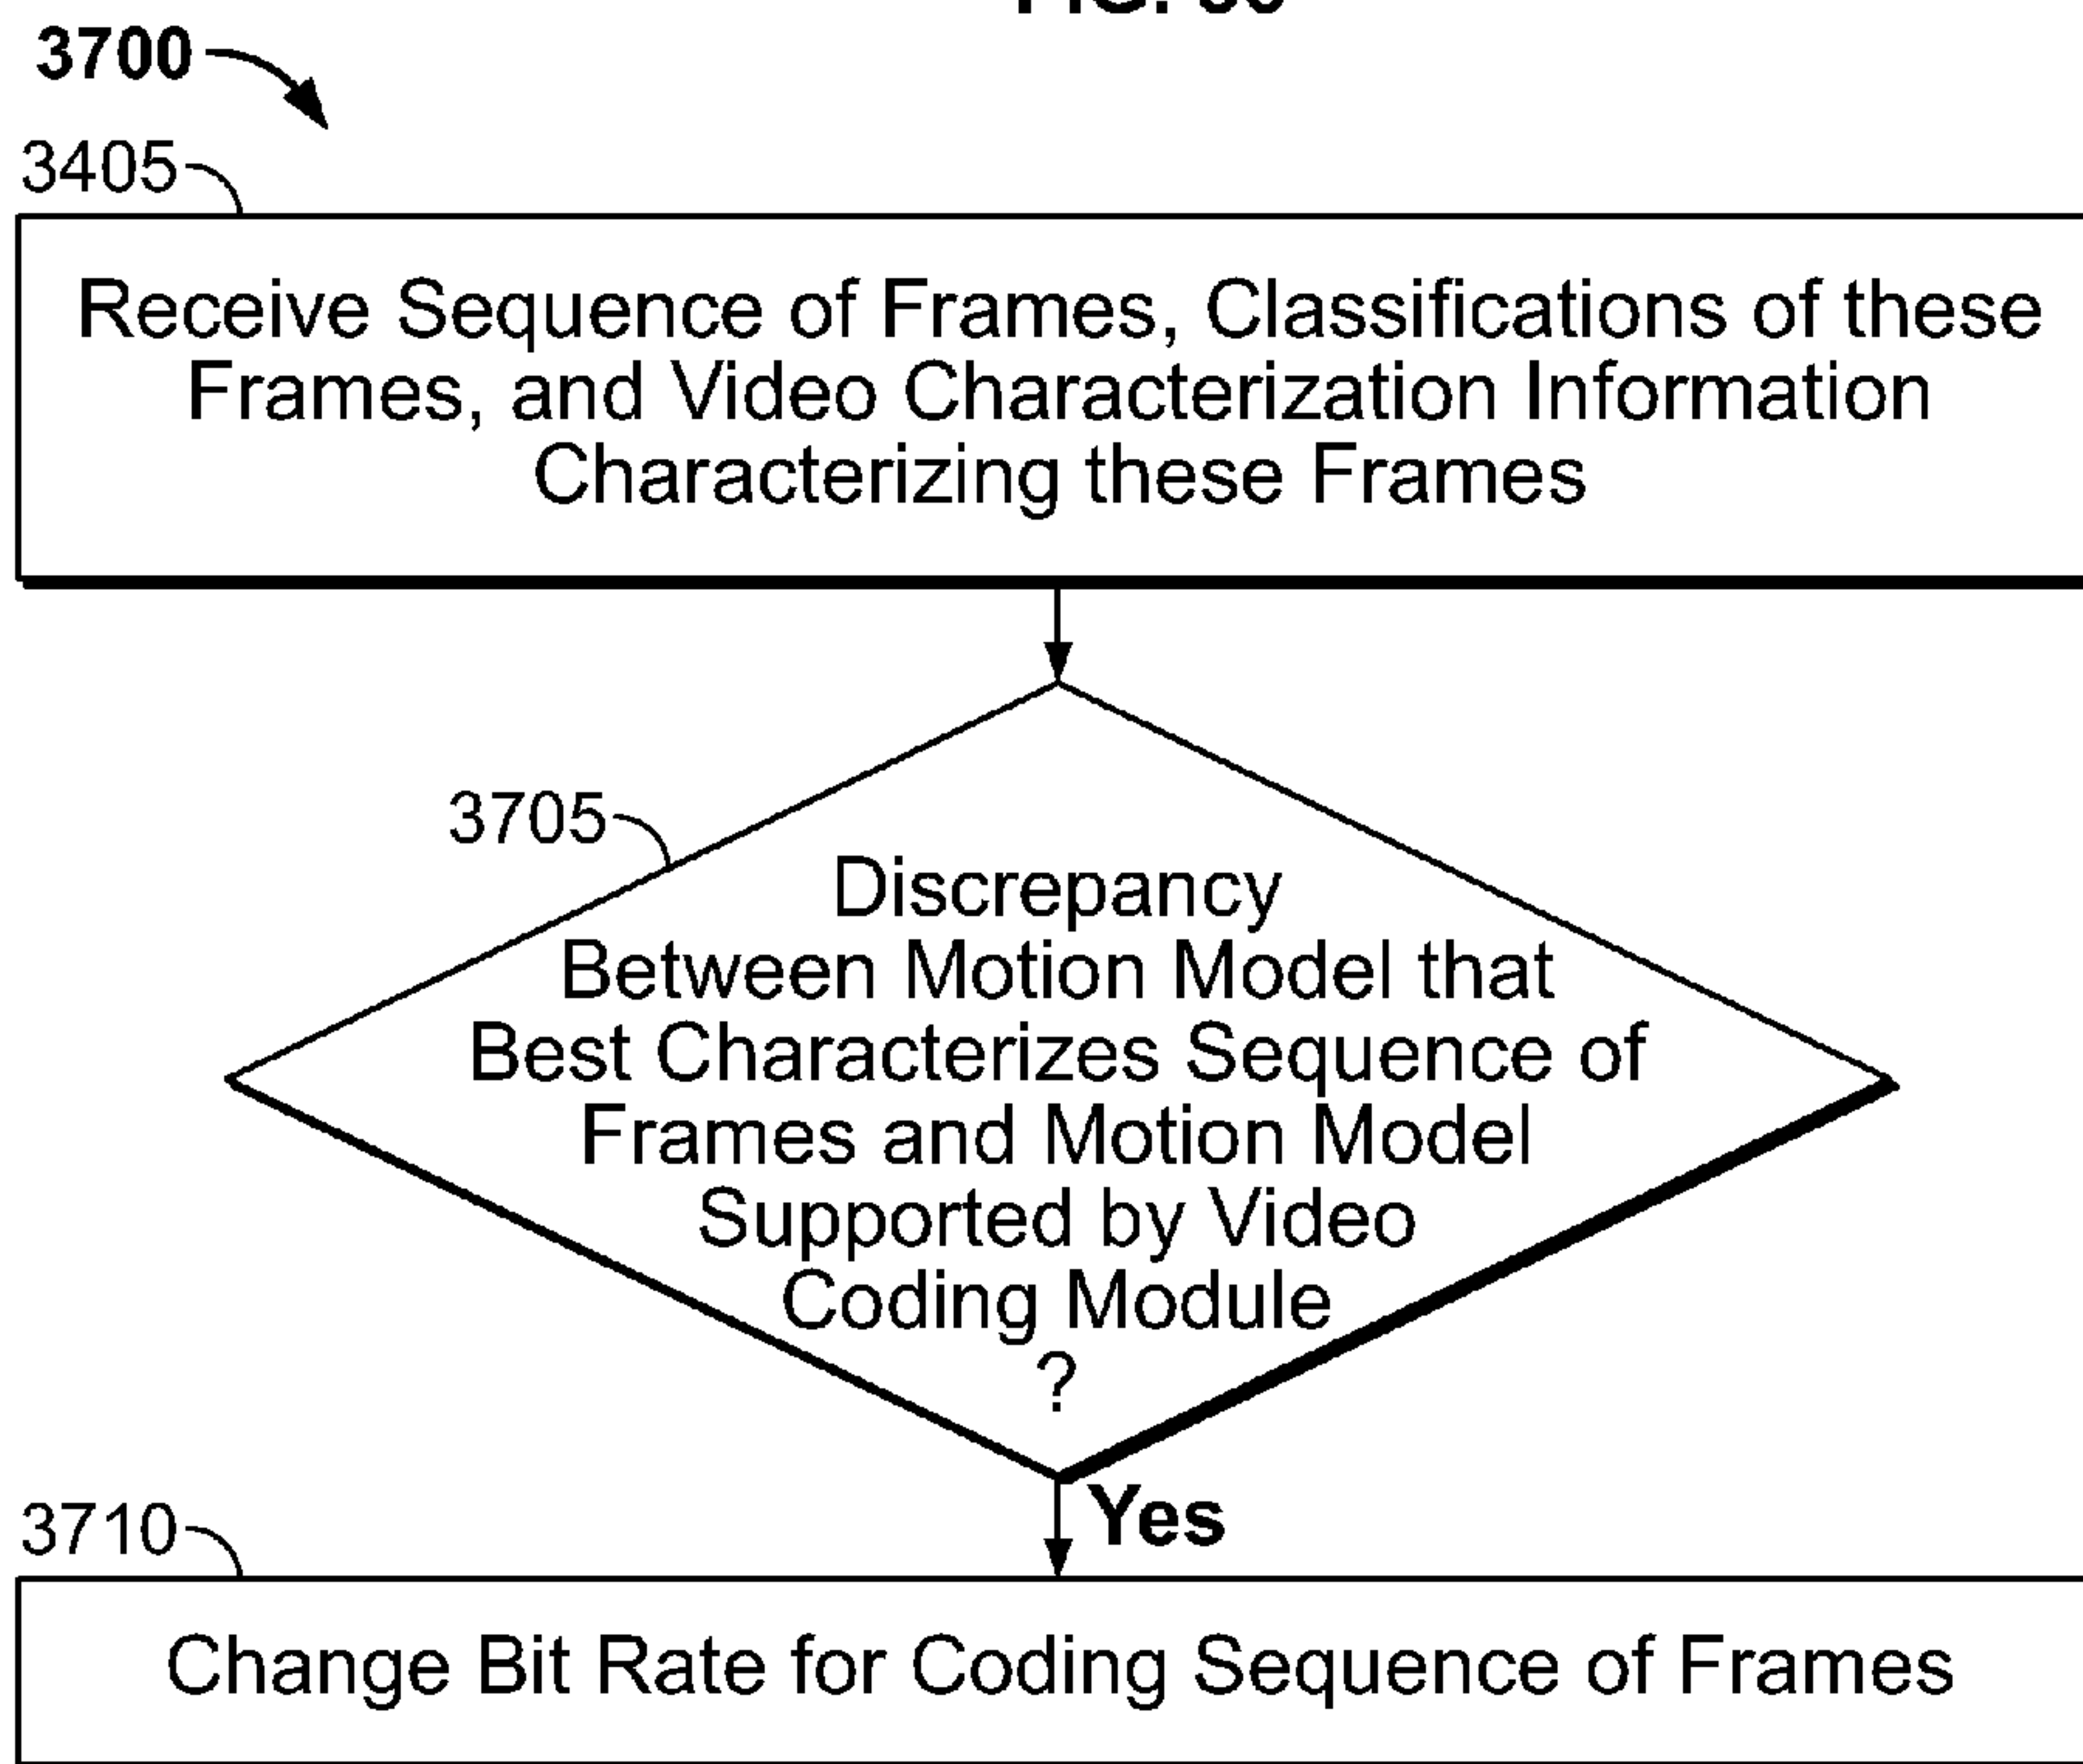 3700
3405
Receive Sequence of Frames, Classifications of these
Frames, and Video Characterization Information
Characterizing these Frames
3705
Discrepancy
Between Motion Model that
Best Characterizes Sequence of
Frames and Motion Model
Supported by Video
Coding Module
?
Yes
3710
Change Bit Rate for Coding Sequence of Frames